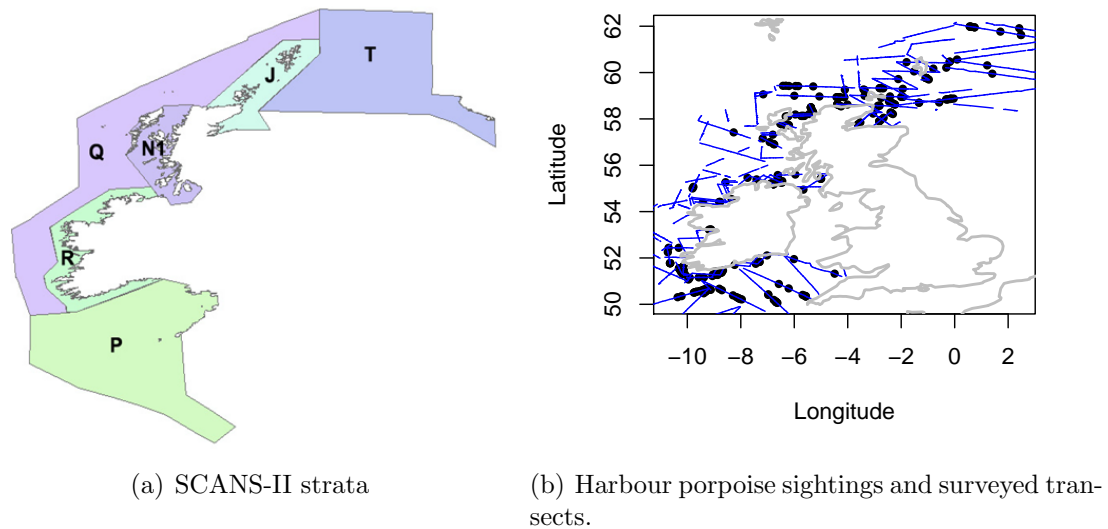 T
J
Q
N1
R
P
Latitude
62
60
58
56
54
52
50
−10 −8 −6 −4 −2 0 2
Longitude
(a) SCANS-II strata
(b) Harbour porpoise sightings and surveyed tran-
sects.